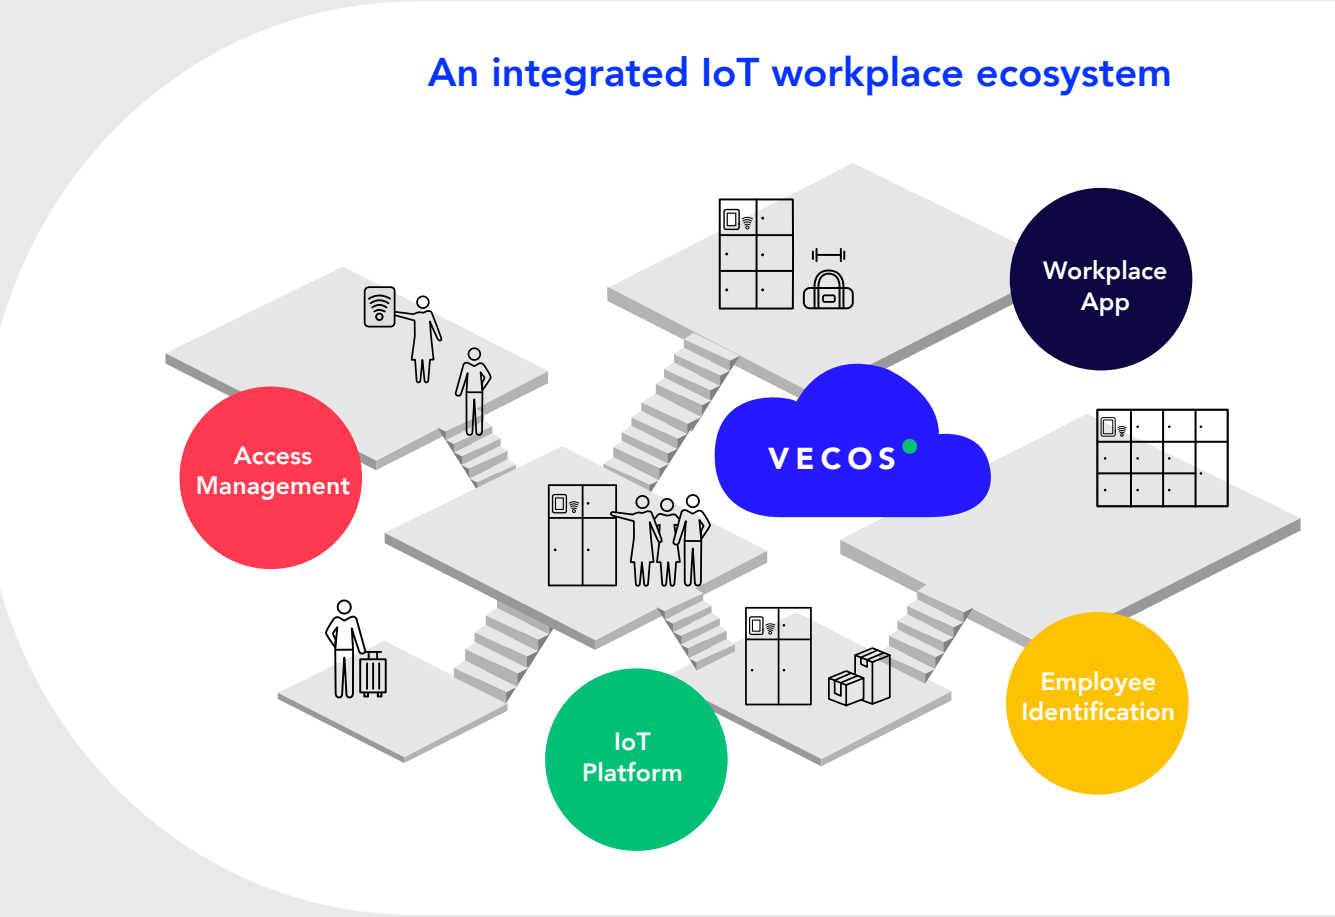 An integrated IoT workplace ecosystem
Workplace
App
VECOS
Access
Management
Employee
Identification
IoT
Platform